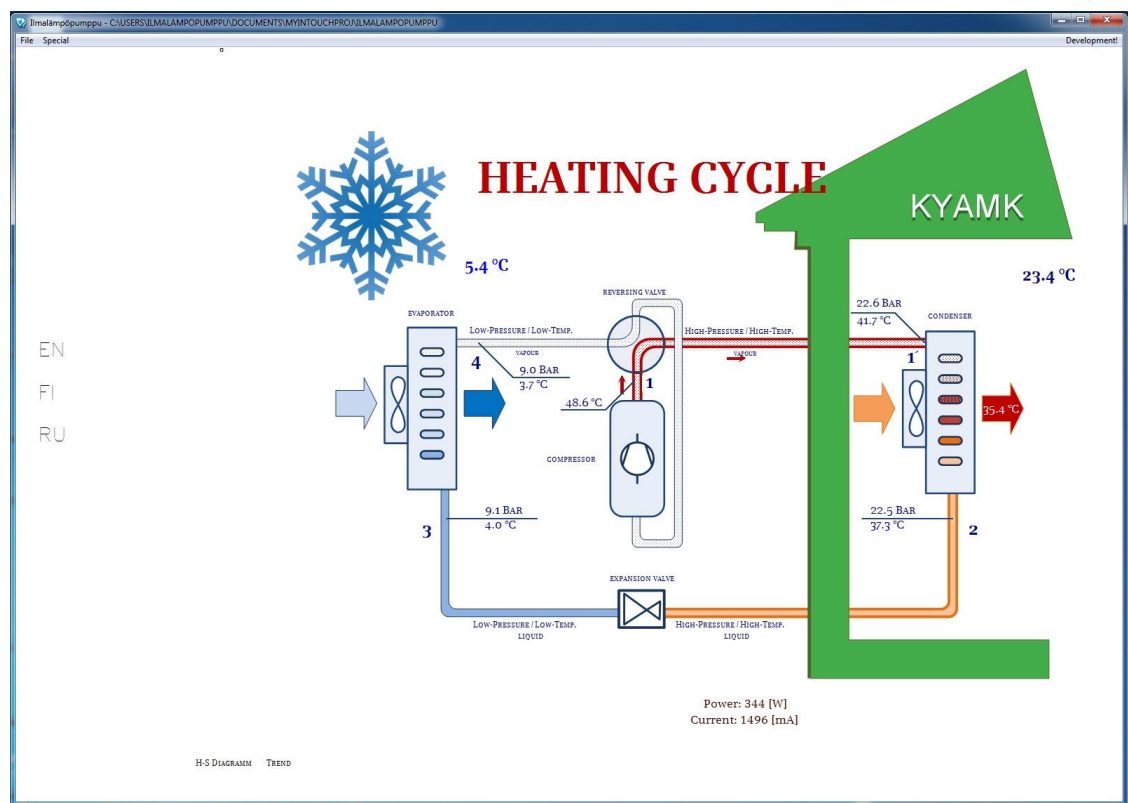 Ilmalämpöpumppu - C:\USERS\ILMALAMPOPUMPPU\DOCUMENTS\MYINTOUCHPROJ\ILMALAMPOPUMPPU
File Special Development!
HEATING CYCLE
KYAMK
5.4 °C
23.4 °C
REVERSING VALVE
22.6 BAR
41.7 °C
EVAPORATOR
CONDENSER
LOW-PRESSURE / LOW-TEMP.
VAPOUR
HIGH-PRESSURE / HIGH-TEMP.
VAPOUR
EN
FI
RU
4
9.0 BAR
3.7 °C
1
1´
48.6 °C
35.4 °C
COMPRESSOR
9.1 BAR
4.0 °C
3
22.5 BAR
37.3 °C
2
EXPANSION VALVE
LOW-PRESSURE / LOW-TEMP.
LIQUID
HIGH-PRESSURE / HIGH-TEMP.
LIQUID
Power: 344 [W]
Current: 1496 [mA]
H-S DIAGRAMM TREND